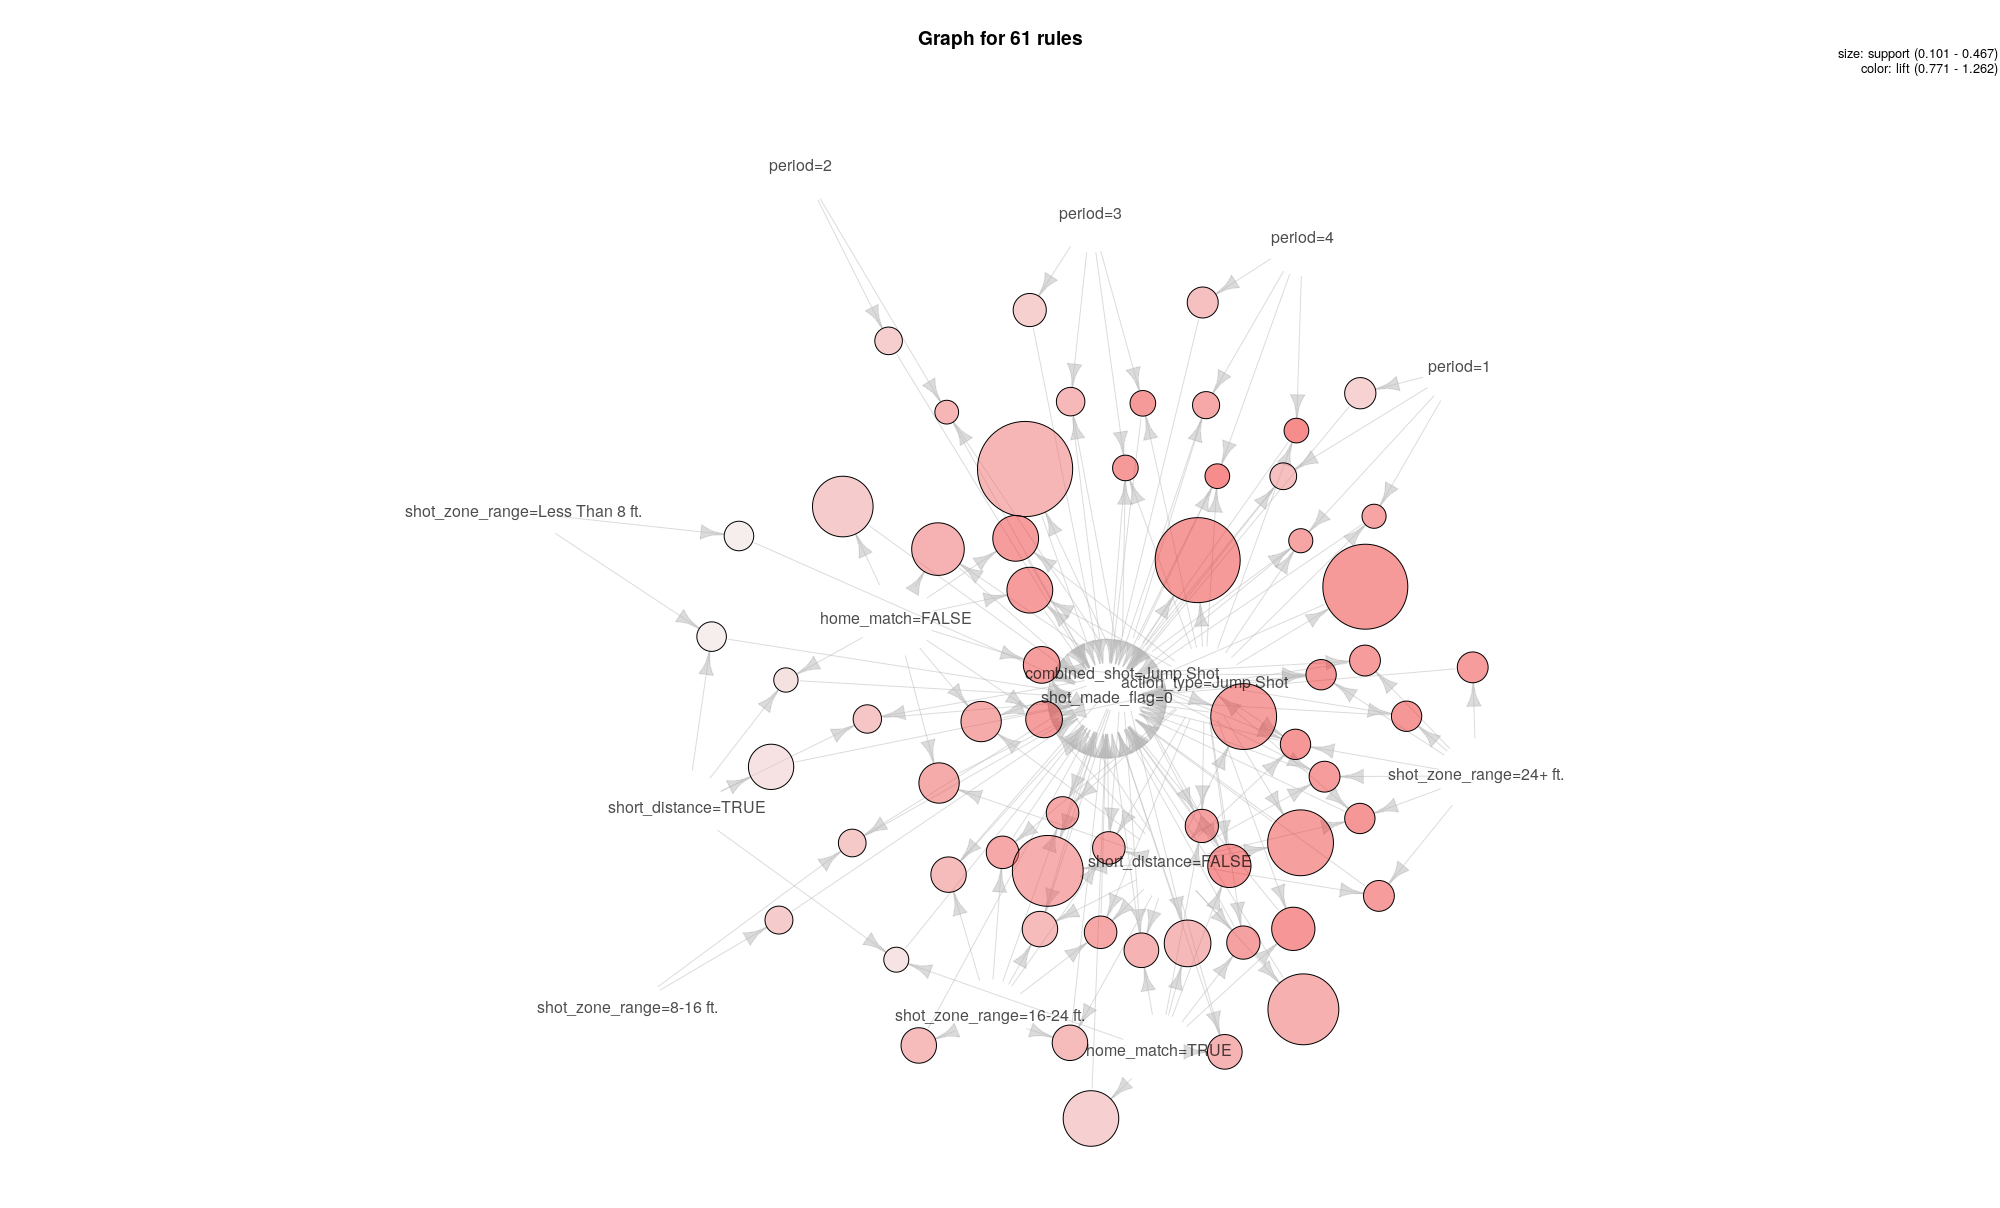 Graph for 61 rules
size: support (0.101 - 0.467)
color: lift (0.771 - 1.262)
period=2
period=3
period=4
period=1
shot_zone_range=Less Than 8 ft.
home_match=FALSE
combined_shot=Jump Shot
action_type=Jump Shot
shot_made_flag=0
shot_zone_range=24+ ft.
short_distance=TRUE
short_distance=FALSE
shot_zone_range=8-16 ft.
shot_zone_range=16-24 ft.
home_match=TRUE